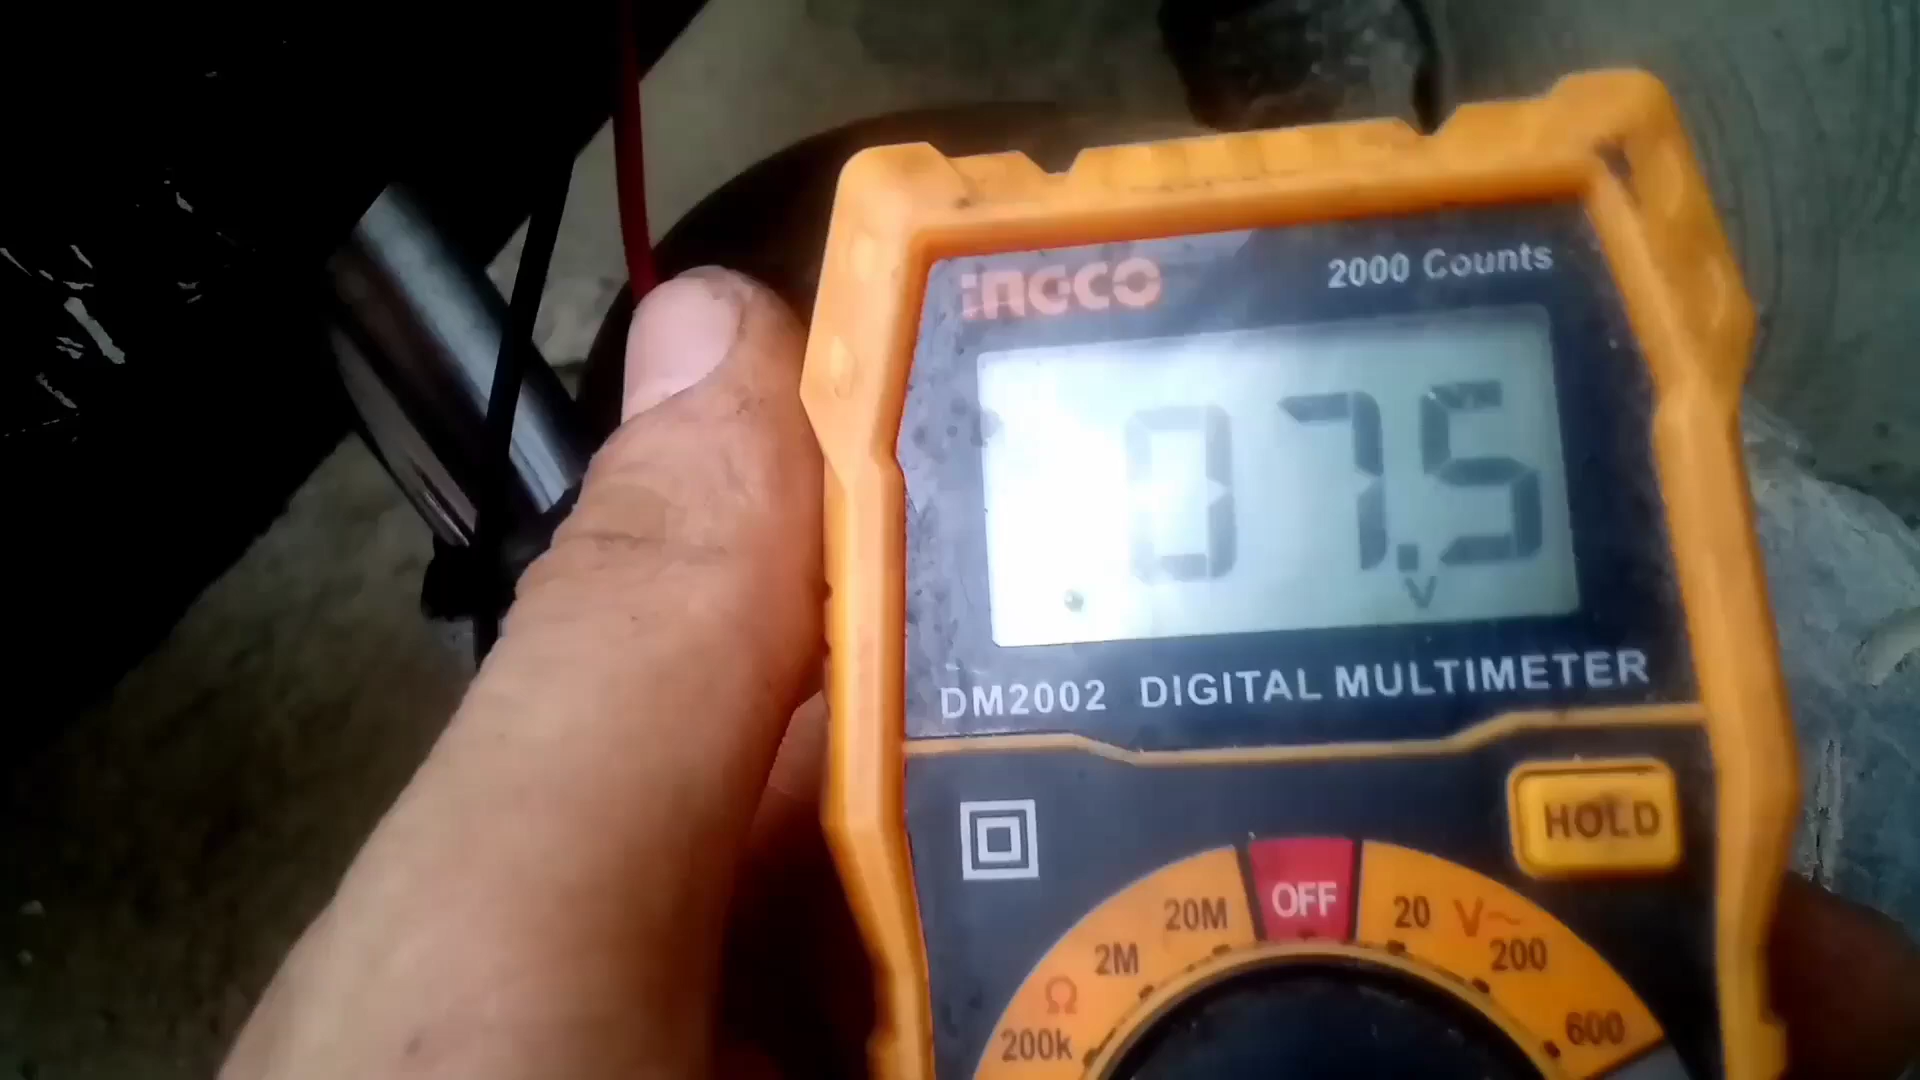 INGCO
2000 Counts
07.5
V
DM2002 DIGITAL MULTIMETER
HOLD
OFF
20M
20
V~
2M
200
Ω
200k
600